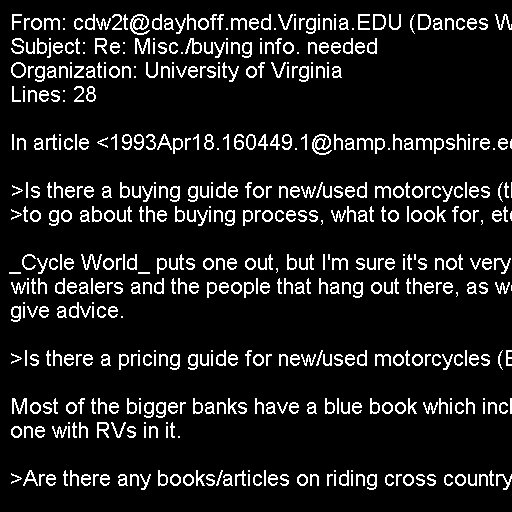 From: cdw2t@dayhoff.med.Virginia.EDU (Dances
Subject: Re: Misc./buying info. needed
Organization: University of Virginia
Lines: 28
In article <1993Apr18.160449.1@hamp.hampshire.e
>Is there a buying guide for new/used motorcycles
>to go about the buying process, what to look for,
_Cycle World_ puts one out, but I'm sure it's not very
with dealers and the people that hang out there, as
give advice.
>Is there a pricing guide for new/used motorcycles
Most of the bigger banks have a blue book which
one with RVs in it.
>Are there any books/articles on riding cross country